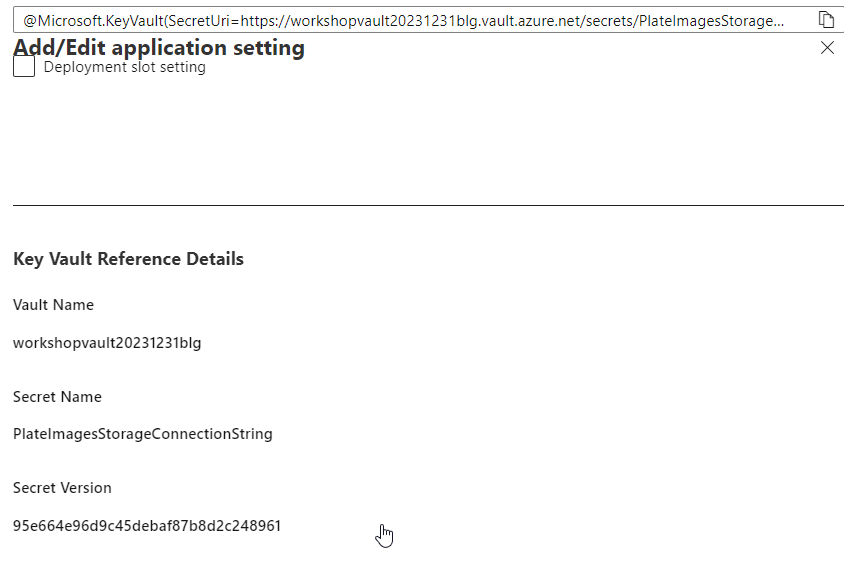 @Microsoft.KeyVault(SecretUri=https://workshopvault20231231blg.vault.azure.net/secrets/PlateImagesStorage...
Add/Edit application setting
Deployment slot setting
Key Vault Reference Details
Vault Name
workshopvault20231231blg
Secret Name
PlateImagesStorageConnectionString
Secret Version
95e664e96d9c45debaf87b8d2c248961